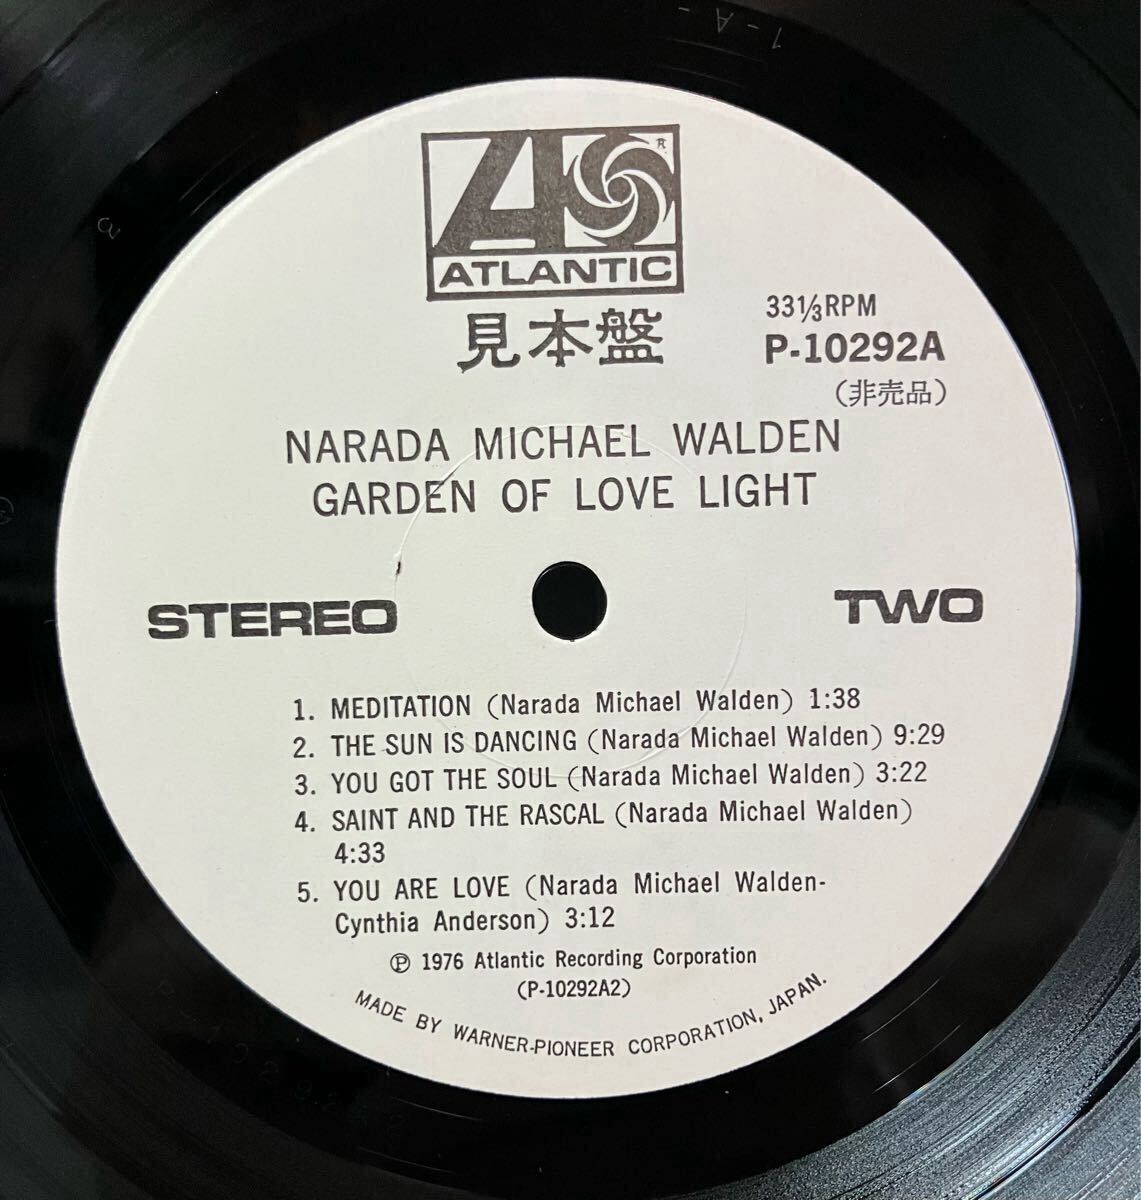 1-A-
ATLANTIC
R
見本盤
33⅓RPM
P-10292A
(非売品)
NARADA MICHAEL WALDEN
GARDEN OF LOVE LIGHT
STEREO
TWO
1. MEDITATION (Narada Michael Walden) 1:38
2. THE SUN IS DANCING (Narada Michael Walden) 9:29
3. YOU GOT THE SOUL (Narada Michael Walden) 3:22
4. SAINT AND THE RASCAL (Narada Michael Walden)
4:33
5. YOU ARE LOVE (Narada Michael Walden-
Cynthia Anderson) 3:12
℗ 1976 Atlantic Recording Corporation
(P-10292A2)
MADE BY WARNER-PIONEER CORPORATION, JAPAN.